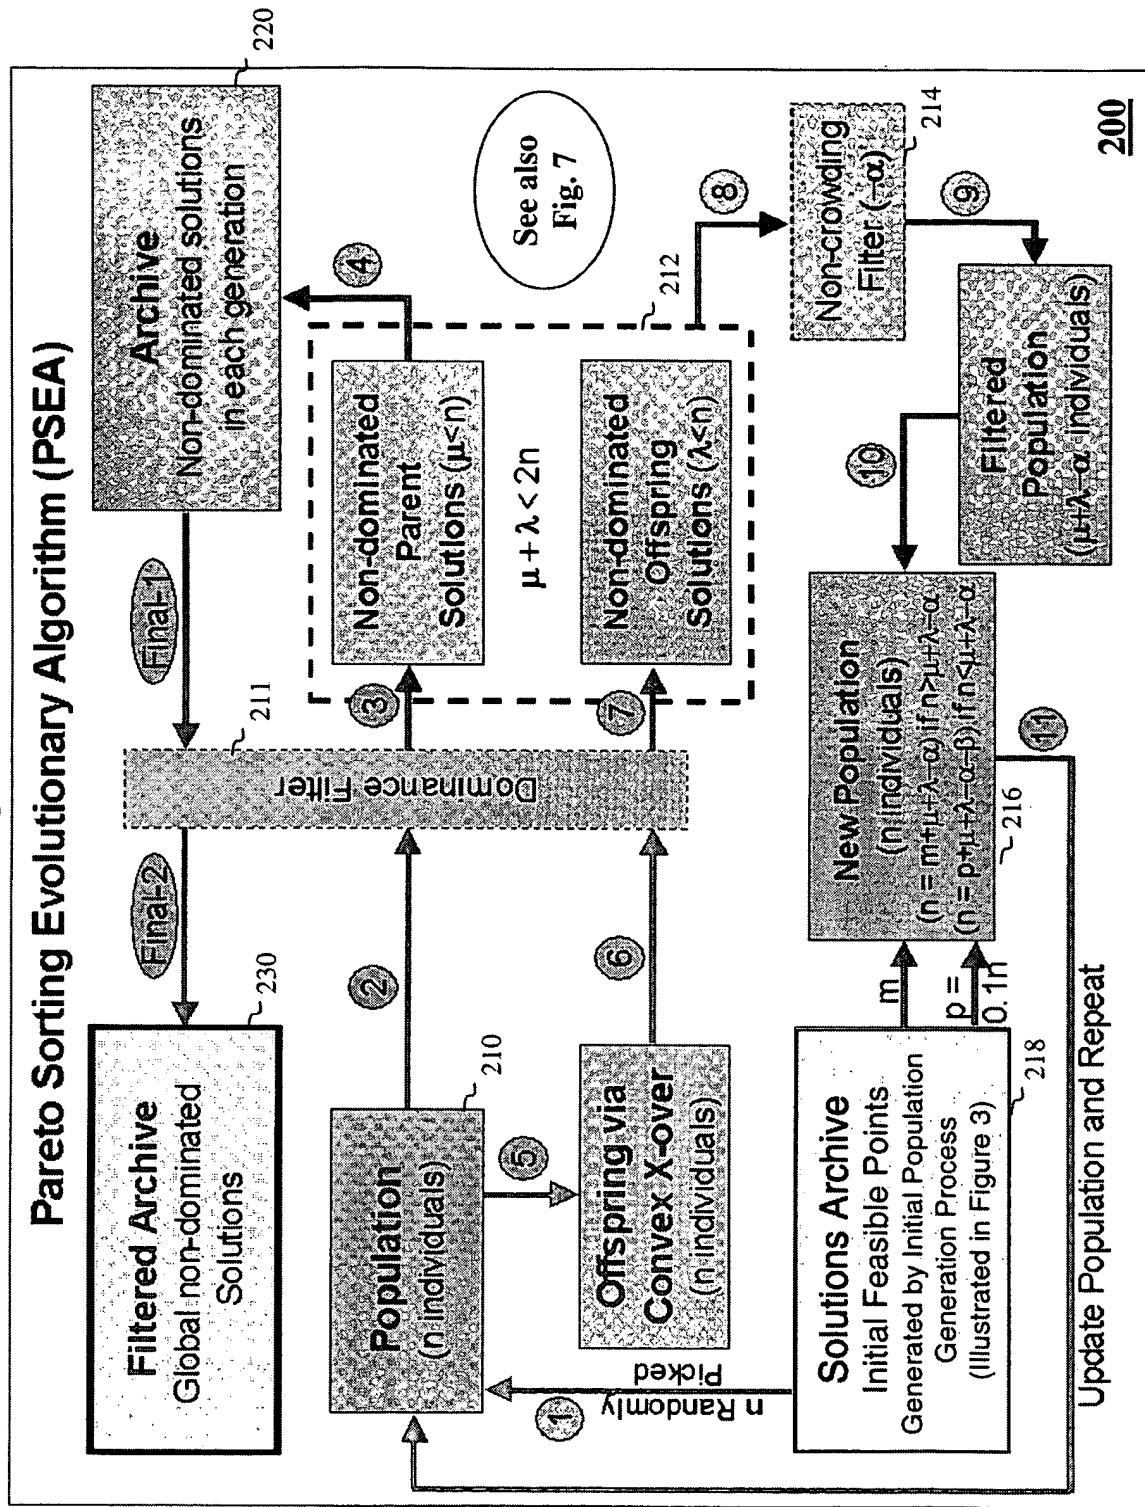 Pareto Sorting Evolutionary Algorithm (PSEA)
Filtered Archive
Global non-dominated
Solutions
230
Final-2
211
Final-1
Archive
Non-dominated solutions
in each generation
220
Population
(n individuals)
210
2
Dominance Filter
3
Non-dominated
Parent
Solutions (μ<n)
4
μ + λ < 2n
See also
Fig. 7
5
Offspring via
Convex X-over
(n individuals)
6
7
Non-dominated
Offspring
Solutions (λ<n)
212
8
1
n Randomly
Picked
Solutions Archive
Initial Feasible Points
Generated by Initial Population
Generation Process
(Illustrated in Figure 3)
218
m
p =
0.1n
New Population
(n individuals)
(n = m+μ+λ-α) if n>μ+λ-α
(n = p+μ+λ-α-β) if n<μ+λ-α
216
10
Non-crowding
Filter (-α)
214
9
Filtered
Population
(μ+λ-α individuals)
11
Update Population and Repeat
200